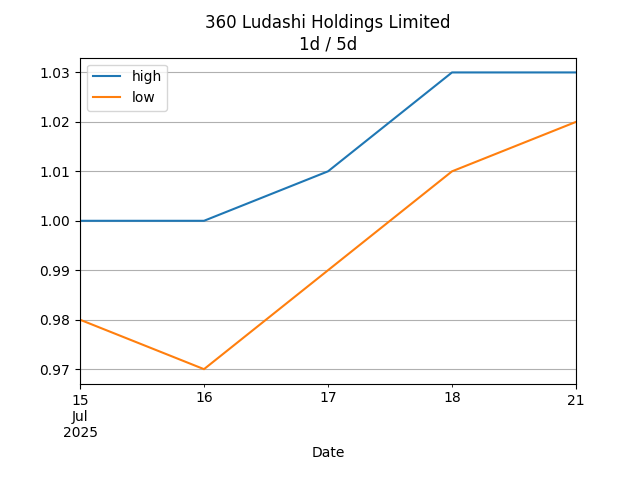 360 Ludashi Holdings Limited
1d / 5d
high
low
1.03
1.02
1.01
1.00
0.99
0.98
0.97
15 16 17 18 21
Jul
2025
Date